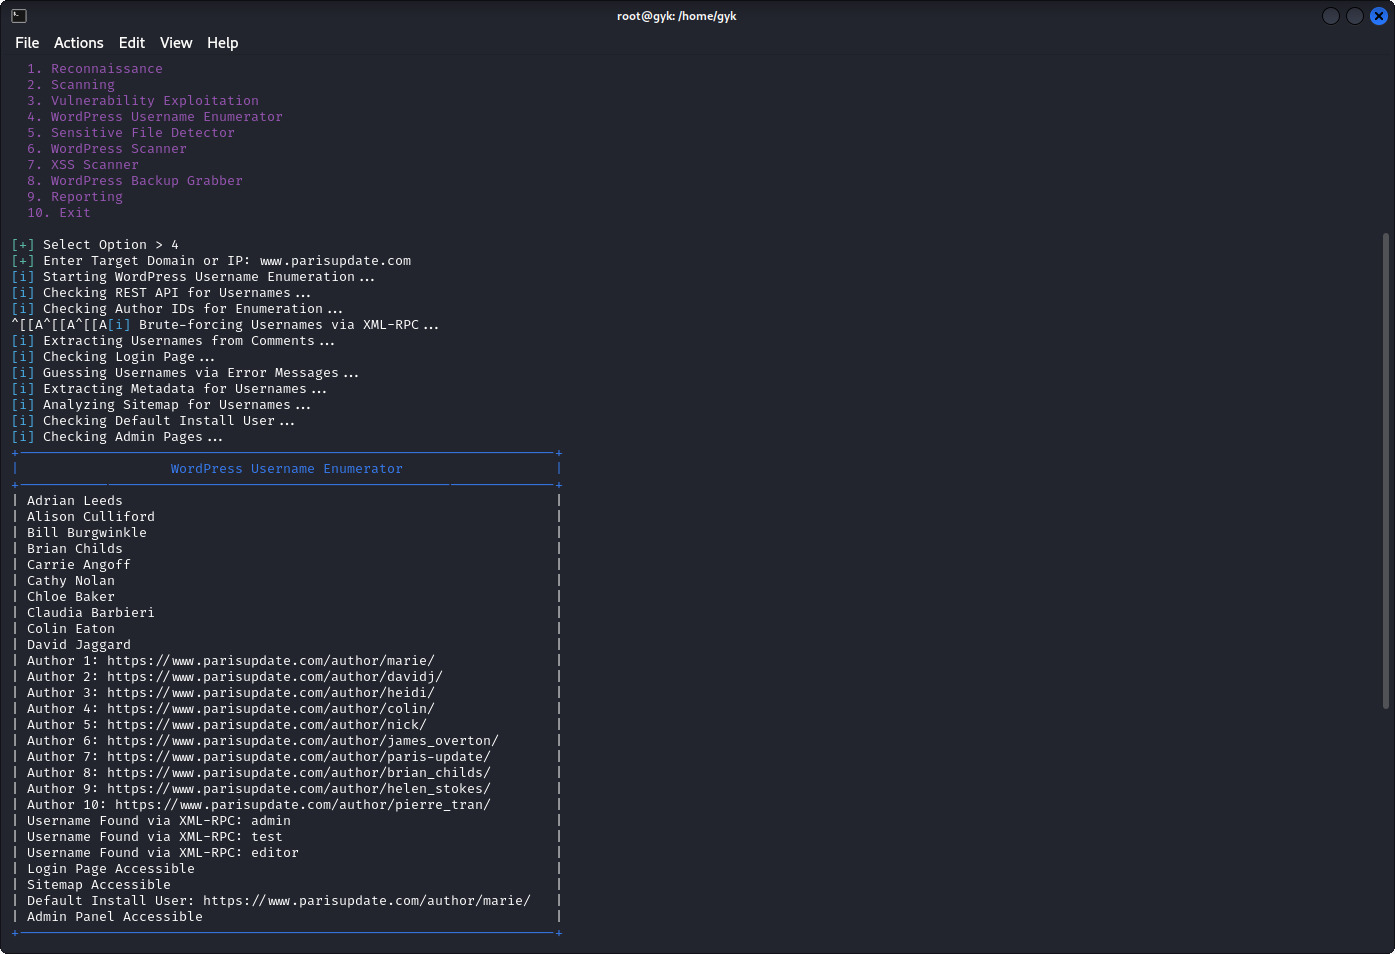 root@gyk: /home/gyk
File Actions Edit View Help
1. Reconnaissance
2. Scanning
3. Vulnerability Exploitation
4. WordPress Username Enumerator
5. Sensitive File Detector
6. WordPress Scanner
7. XSS Scanner
8. WordPress Backup Grabber
9. Reporting
10. Exit
[+] Select Option > 4
[+] Enter Target Domain or IP: www.parisupdate.com
[i] Starting WordPress Username Enumeration...
[i] Checking REST API for Usernames...
[i] Checking Author IDs for Enumeration...
^[[A^[[A^[[A[i] Brute-forcing Usernames via XML-RPC...
[i] Extracting Usernames from Comments...
[i] Checking Login Page...
[i] Guessing Usernames via Error Messages...
[i] Extracting Metadata for Usernames...
[i] Analyzing Sitemap for Usernames...
[i] Checking Default Install User...
[i] Checking Admin Pages...
WordPress Username Enumerator
Adrian Leeds
Alison Culliford
Bill Burgwinkle
Brian Childs
Carrie Angoff
Cathy Nolan
Chloe Baker
Claudia Barbieri
Colin Eaton
David Jaggard
Author 1: https://www.parisupdate.com/author/marie/
Author 2: https://www.parisupdate.com/author/davidj/
Author 3: https://www.parisupdate.com/author/heidi/
Author 4: https://www.parisupdate.com/author/colin/
Author 5: https://www.parisupdate.com/author/nick/
Author 6: https://www.parisupdate.com/author/james_overton/
Author 7: https://www.parisupdate.com/author/paris-update/
Author 8: https://www.parisupdate.com/author/brian_childs/
Author 9: https://www.parisupdate.com/author/helen_stokes/
Author 10: https://www.parisupdate.com/author/pierre_tran/
Username Found via XML-RPC: admin
Username Found via XML-RPC: test
Username Found via XML-RPC: editor
Login Page Accessible
Sitemap Accessible
Default Install User: https://www.parisupdate.com/author/marie/
Admin Panel Accessible